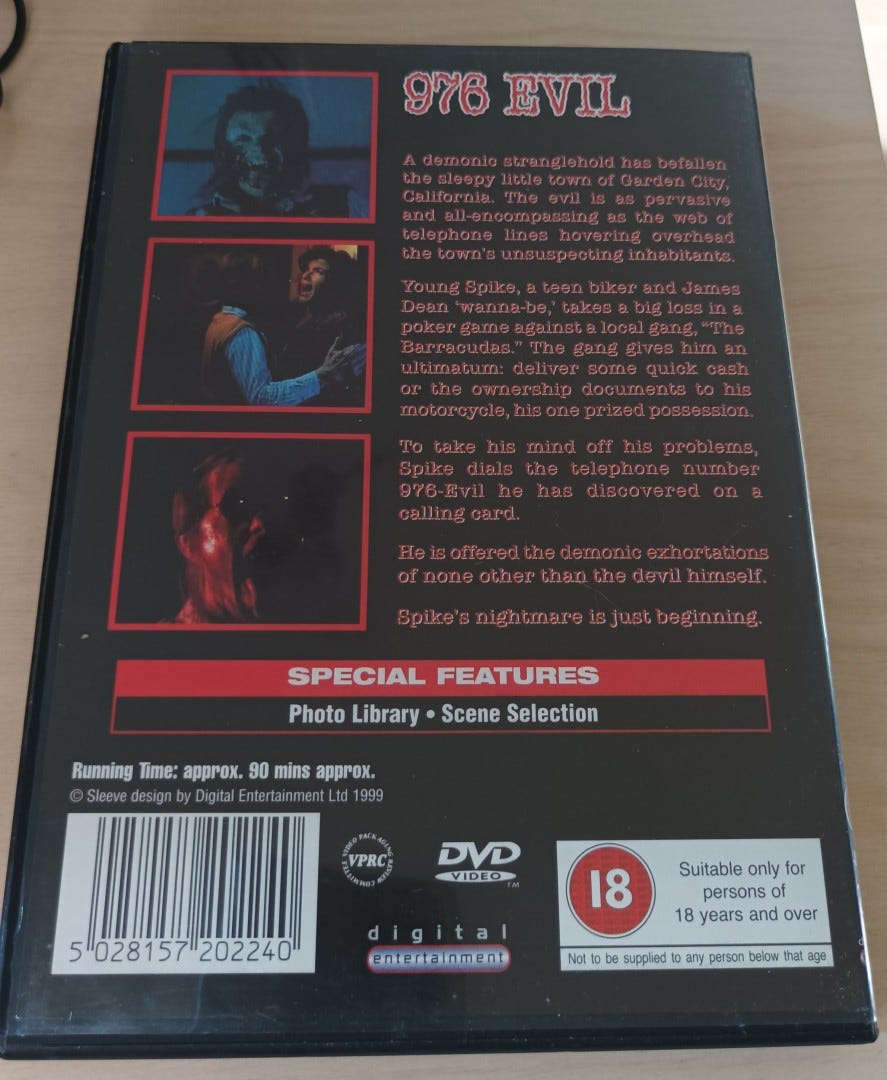 976 EVIL
A demonic stranglehold has befallen
the sleepy little town of Garden City,
California. The evil is as pervasive
and all-encompassing as the web of
telephone lines hovering overhead
the town's unsuspecting inhabitants.
Young Spike, a teen biker and James
Dean 'wanna-be,' takes a big loss in a
poker game against a local gang, "The
Barracudas." The gang gives him an
ultimatum: deliver some quick cash
or the ownership documents to his
motorcycle, his one prized possession.
To take his mind off his problems,
Spike dials the telephone number
976-Evil he has discovered on a
calling card.
He is offered the demonic exhortations
of none other than the devil himself.
Spike's nightmare is just beginning.
SPECIAL FEATURES
Photo Library • Scene Selection
Running Time: approx. 90 mins approx.
© Sleeve design by Digital Entertainment Ltd 1999
5 028157 202240
VIDEO PACKAGING REVIEW COMMITTEE
VPRC
DVD
VIDEO
TM
digital
entertainment
18
Suitable only for
persons of
18 years and over
Not to be supplied to any person below that age